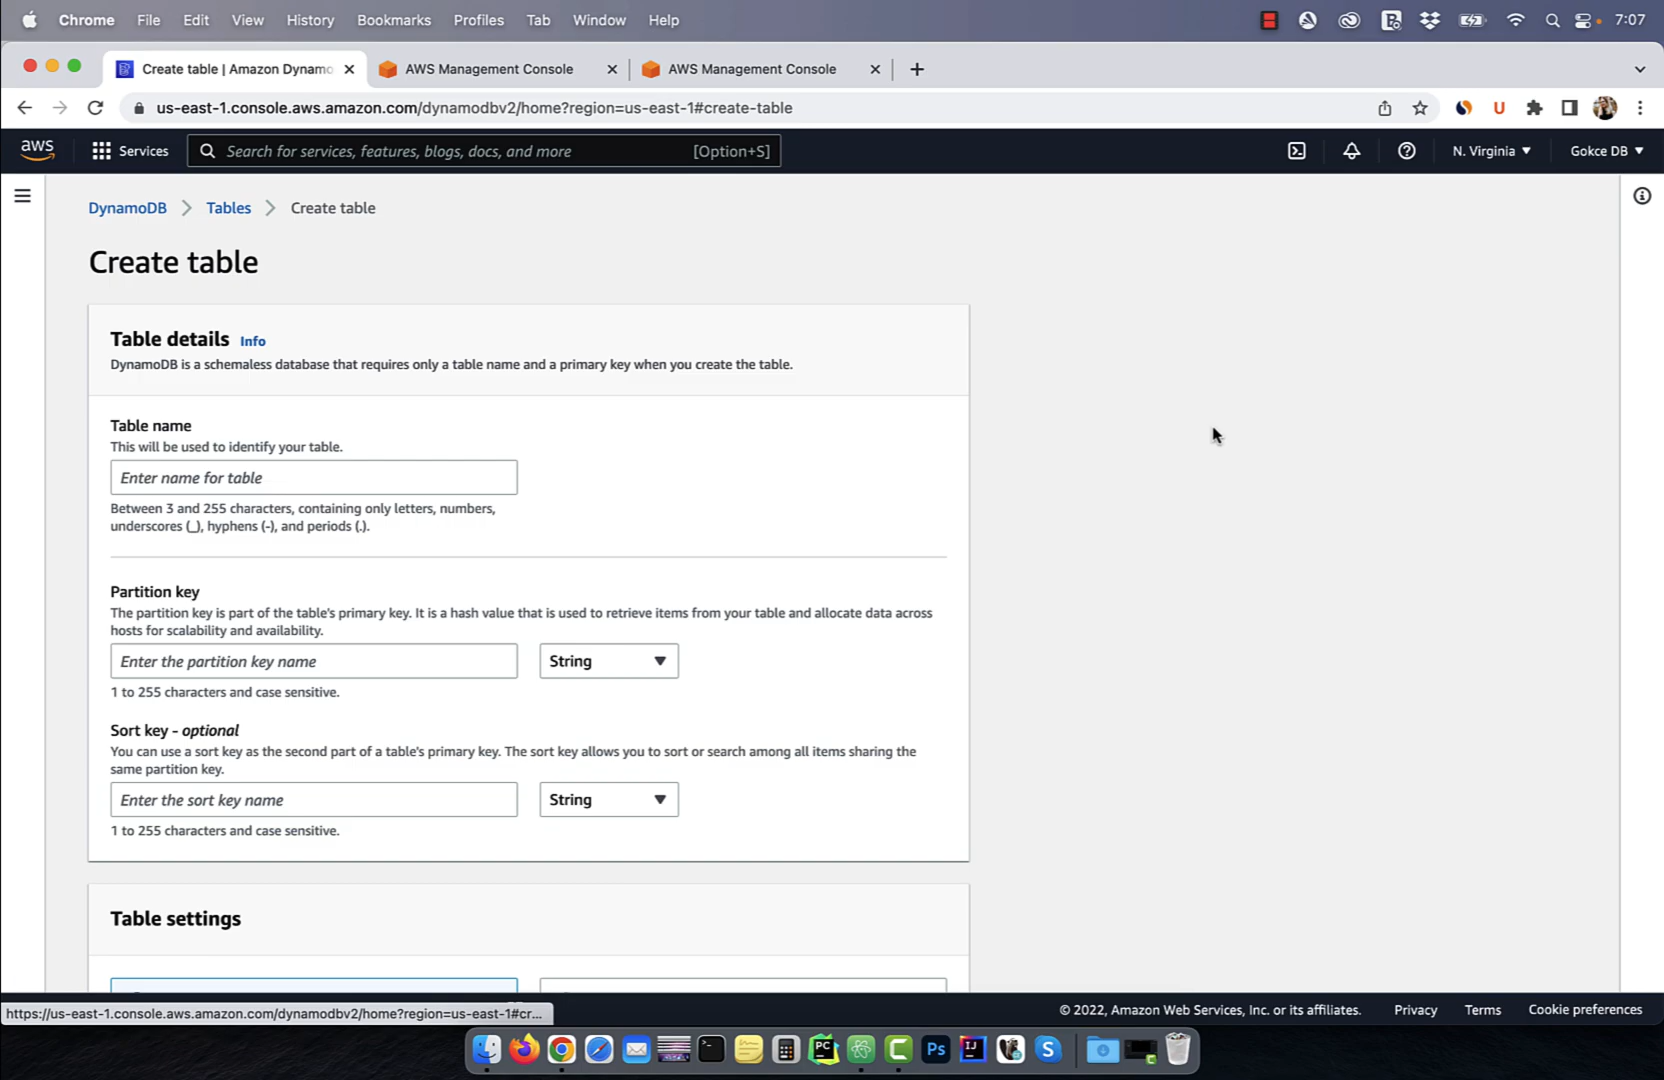 Chrome File Edit View History Bookmarks Profiles Tab Window Help 7:07
Create table | Amazon Dynamo AWS Management Console AWS Management Console
us-east-1.console.aws.amazon.com/dynamodbv2/home?region=us-east-1#create-table
aws Services Search for services, features, blogs, docs, and more [Option+S] N. Virginia Gokce DB
DynamoDB Tables Create table
Create table
Table details Info
DynamoDB is a schemaless database that requires only a table name and a primary key when you create the table.
Table name
This will be used to identify your table.
Enter name for table
Between 3 and 255 characters, containing only letters, numbers,
underscores (_), hyphens (-), and periods (.).
Partition key
The partition key is part of the table's primary key. It is a hash value that is used to retrieve items from your table and allocate data across
hosts for scalability and availability.
Enter the partition key name String
1 to 255 characters and case sensitive.
Sort key - optional
You can use a sort key as the second part of a table's primary key. The sort key allows you to sort or search among all items sharing the
same partition key.
Enter the sort key name String
1 to 255 characters and case sensitive.
Table settings
https://us-east-1.console.aws.amazon.com/dynamodbv2/home?region=us-east-1#cr... © 2022, Amazon Web Services, Inc. or its affiliates. Privacy Terms Cookie preferences
PC Ps IJ